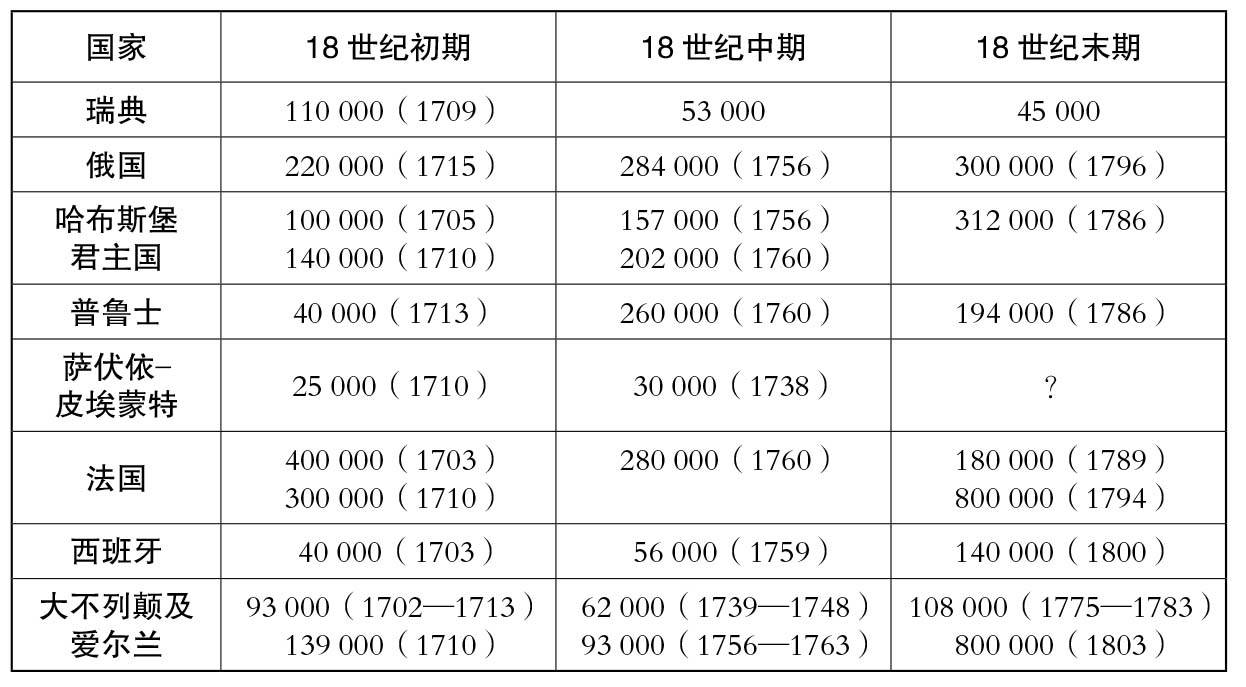 国家 18 世纪初期 18 世纪中期 18 世纪末期
瑞典 110 000（1709） 53 000 45 000
俄国 220 000（1715） 284 000（1756） 300 000（1796）
哈布斯堡 100 000（1705） 157 000（1756） 312 000（1786）
君主国 140 000（1710） 202 000（1760）
普鲁士 40 000（1713） 260 000（1760） 194 000（1786）
萨伏依–
皮埃蒙特 25 000（1710） 30 000（1738） ?
法国 400 000（1703） 280 000（1760） 180 000（1789）
300 000（1710） 800 000（1794）
西班牙 40 000（1703） 56 000（1759） 140 000（1800）
大不列颠及 93 000（1702—1713） 62 000（1739—1748） 108 000（1775—1783）
爱尔兰 139 000（1710） 93 000（1756—1763） 800 000（1803）